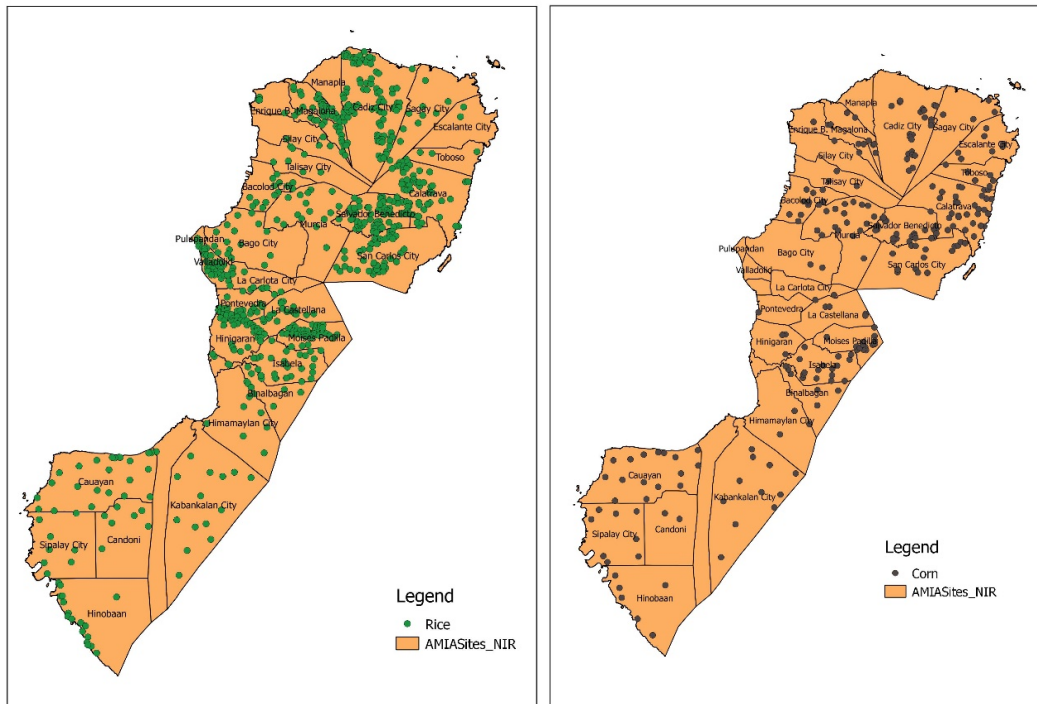 Manapla
Cadiz City
Sagay City
Enrique B. Magalona
Escalante City
Silay City
Toboso
Talisay City
Bacolod City
Calatrava
Salvador Benedicto
Murcia
Pulupandan
Bago City
San Carlos City
Valladolid
La Carlota City
Pontevedra
La Castellana
Hinigaran
Moises Padilla
Isabela
Binalbagan
Himamaylan City
Cauayan
Kabankalan City
Sipalay City
Candoni
Hinobaan
Legend
Rice
AMIASites_NIR
Manapla
Cadiz City
Sagay City
Enrique B. Magalona
Escalante City
Silay City
Toboso
Talisay City
Bacolod City
Calatrava
Salvador Benedicto
Murcia
Pulupandan
Bago City
San Carlos City
Valladolid
La Carlota City
Pontevedra
La Castellana
Hinigaran
Moises Padilla
Isabela
Binalbagan
Himamaylan City
Cauayan
Kabankalan City
Sipalay City
Candoni
Hinobaan
Legend
Corn
AMIASites_NIR